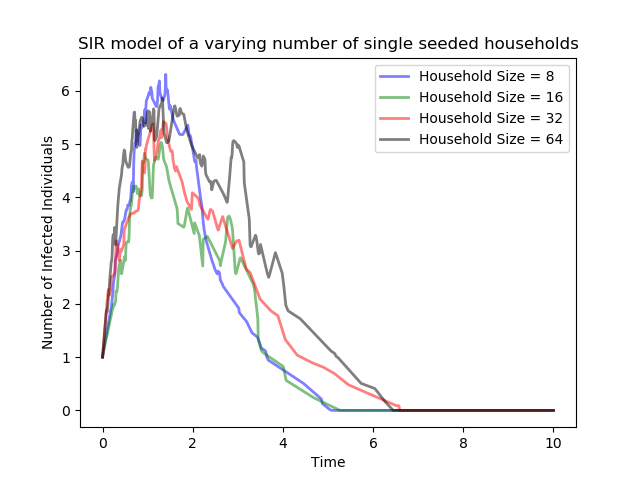 SIR model of a varying number of single seeded households
Household Size = 8
Household Size = 16
Household Size = 32
Household Size = 64
Number of Infected Individuals
6
5
4
3
2
1
0
0 2 4 6 8 10
Time